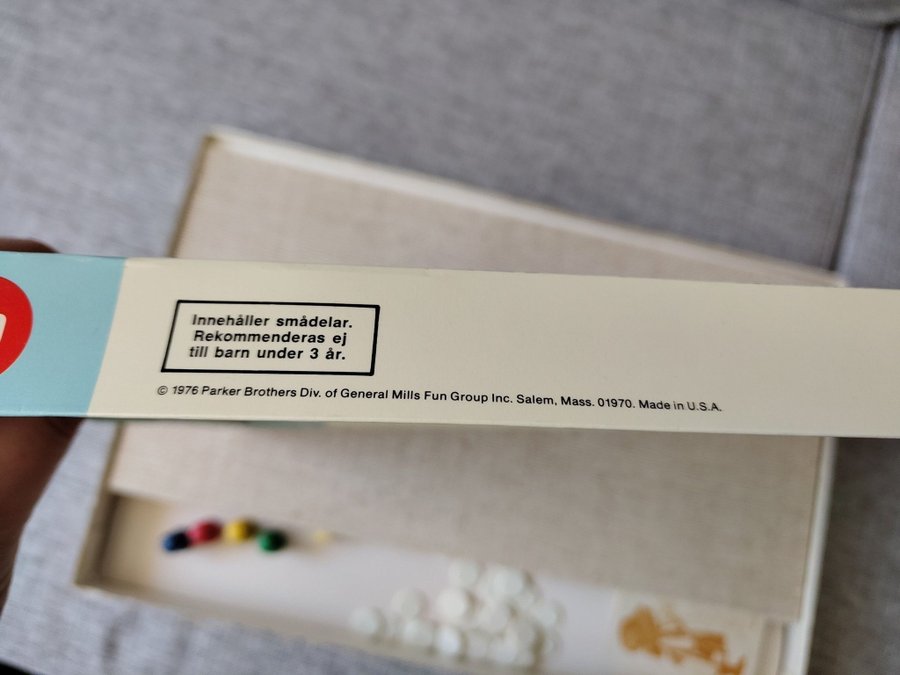 Innehåller smådelar.
Rekommenderas ej
till barn under 3 år.
© 1976 Parker Brothers Div. of General Mills Fun Group Inc. Salem, Mass. 01970. Made in U.S.A.